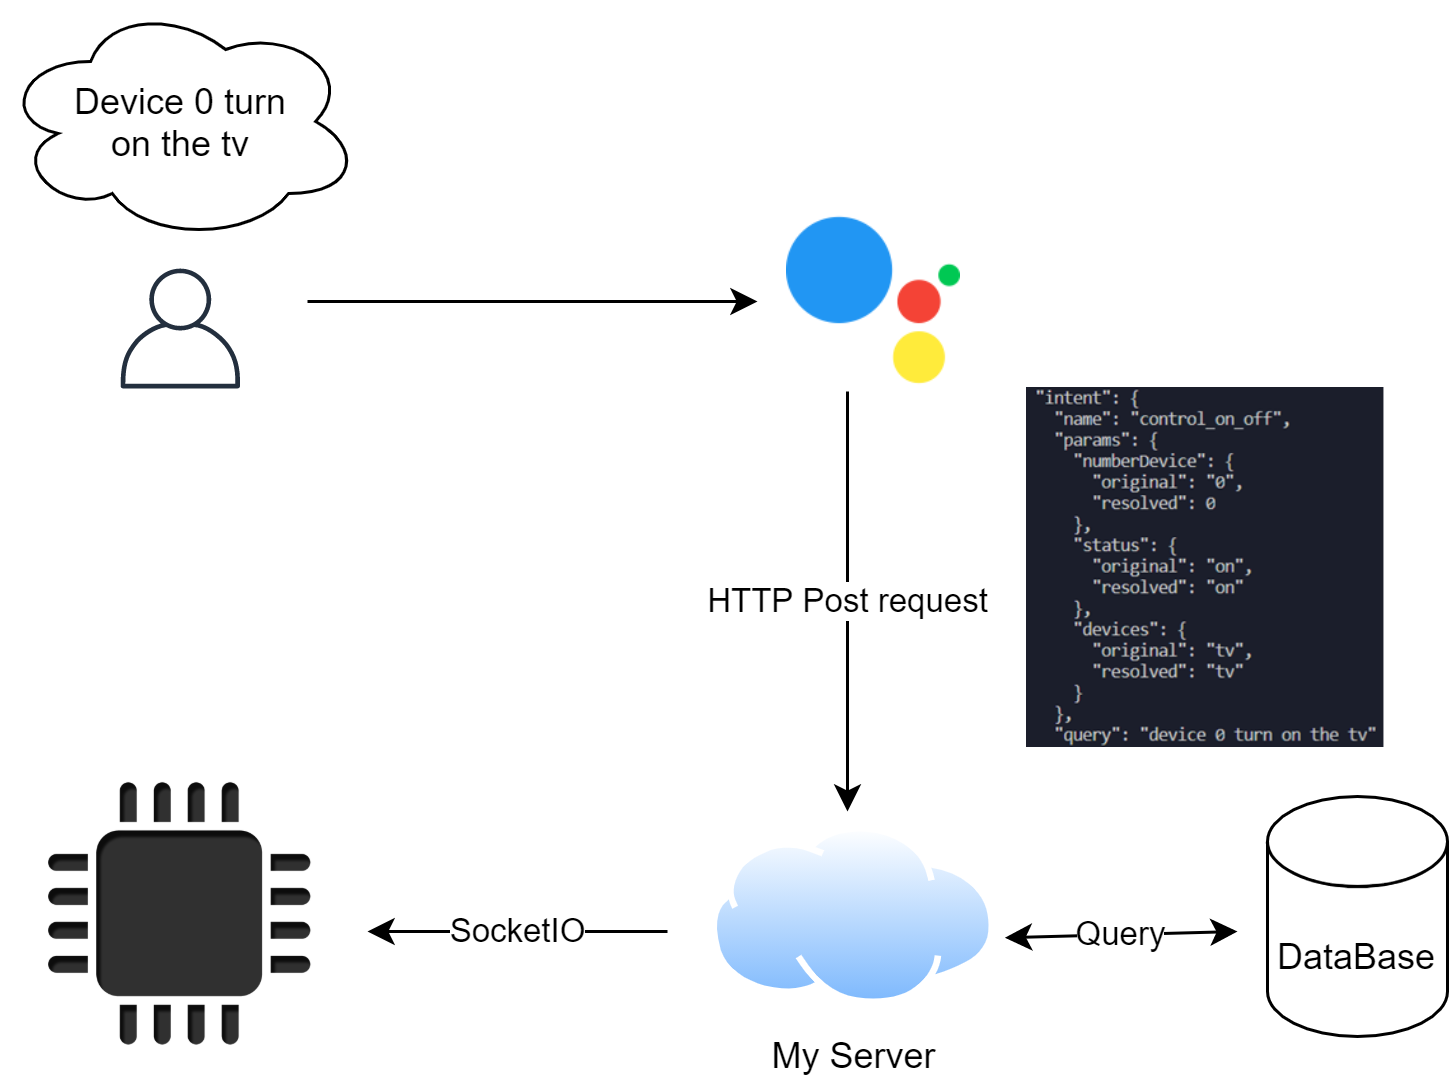 Device 0 turn
on the tv
"intent": {
"name": "control_on_off",
"params": {
"numberDevice": {
"original": "0",
"resolved": 0
},
"status": {
"original": "on",
"resolved": "on"
},
"devices": {
"original": "tv",
"resolved": "tv"
}
},
"query": "device 0 turn on the tv"
HTTP Post request
SocketIO
Query
DataBase
My Server